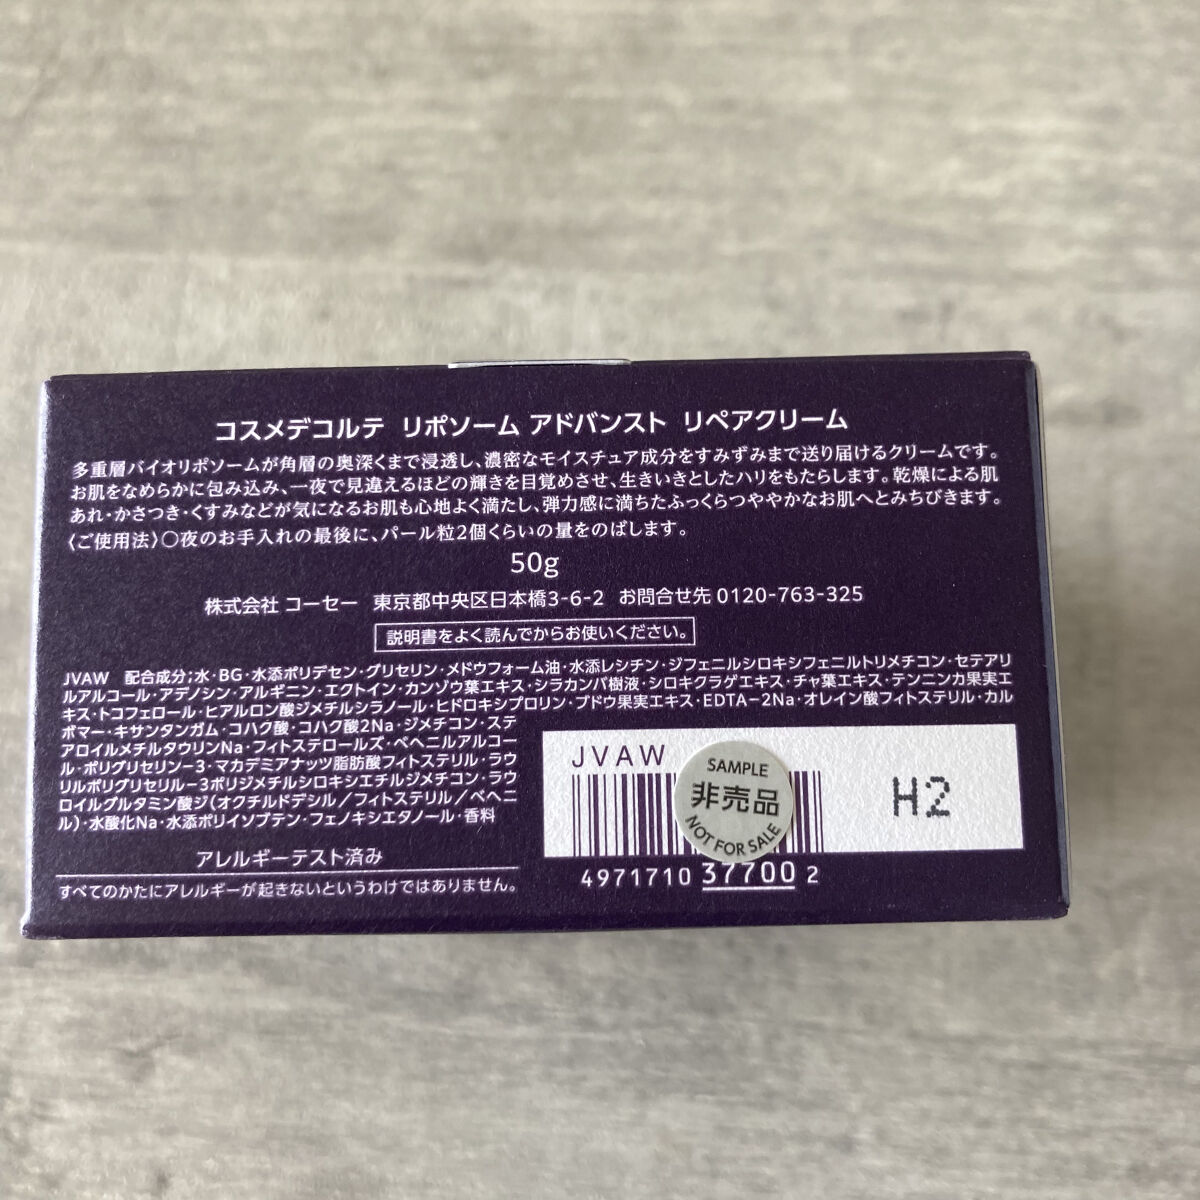 コスメデコルテ リポソーム アドバンスト リペアクリーム
多重層バイオリポソームが角層の奥深くまで浸透し、濃密なモイスチュア成分をすみずみまで送り届けるクリームです。
お肌をなめらかに包み込み、一夜で見違えるほどの輝きを目覚めさせ、生きいきとしたハリをもたらします。乾燥による肌
あれ・かさつき・くすみなどが気になるお肌も心地よく満たし、弾力感に満ちたふっくらつややかなお肌へとみちびきます。
〈ご使用法〉○夜のお手入れの最後に、パール粒2個くらいの量をのばします。
50g
株式会社 コーセー 東京都中央区日本橋3-6-2 お問合せ先 0120-763-325
説明書をよく読んでからお使いください。
JVAW 配合成分;水・BG・水添ポリデセン・グリセリン・メドウフォーム油・水添レシチン・ジフェニルシロキシフェニルトリメチコン・セテアリ
ルアルコール・アデノシン・アルギニン・エクトイン・カンゾウ葉エキス・シラカンバ樹液・シロキクラゲエキス・チャ葉エキス・テンニンカ果実エ
キス・トコフェロール・ヒアルロン酸ジメチルシラノール・ヒドロキシプロリン・ブドウ果実エキス・EDTA-2Na・オレイン酸フィトステリル・カル
ボマー・キサンタンガム・コハク酸・コハク酸2Na・ジメチコン・ステ
アロイルメチルタウリンNa・フィトステロールズ・ベヘニルアルコー
ル・ポリグリセリン-3・マカデミアナッツ脂肪酸フィトステリル・ラウ
リルポリグリセリル-3ポリジメチルシロキシエチルジメチコン・ラウ
ロイルグルタミン酸ジ(オクチルドデシル/フィトステリル/ベヘニ
ル)・水酸化Na・水添ポリイソブテン・フェノキシエタノール・香料
アレルギーテスト済み
すべてのかたにアレルギーが起きないというわけではありません。
JVAW
SAMPLE
非売品
NOT FOR SALE
H2
4971710 37700 2